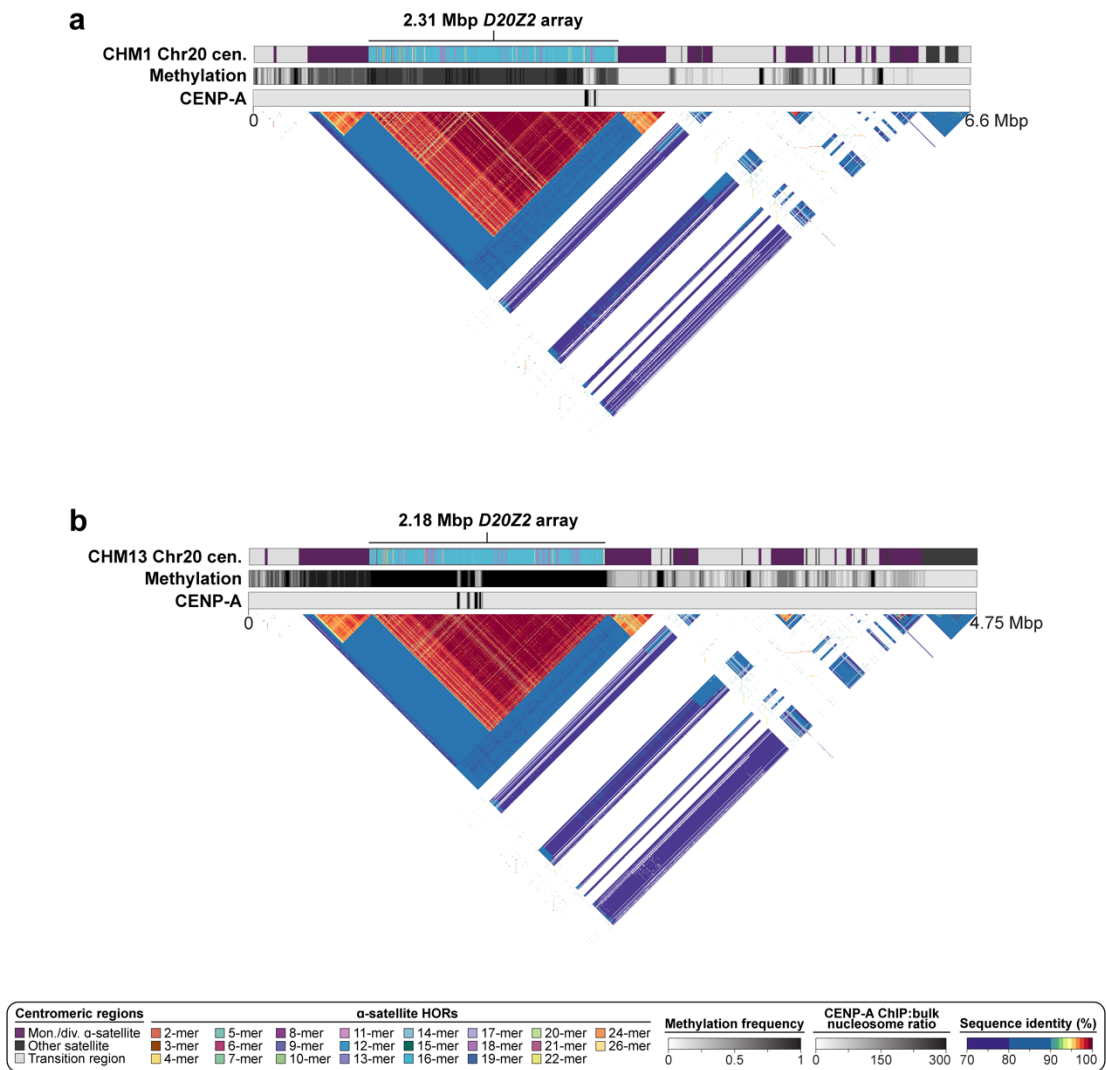 a
2.31 Mbp D20Z2 array
CHM1 Chr20 cen.
Methylation
CENP-A
0
6.6 Mbp
b
2.18 Mbp D20Z2 array
CHM13 Chr20 cen.
Methylation
CENP-A
0
4.75 Mbp
Centromeric regions
Mon./div. α-satellite
Other satellite
Transition region
α-satellite HORs
2-mer 5-mer 8-mer 11-mer 14-mer 17-mer 20-mer 24-mer
3-mer 6-mer 9-mer 12-mer 15-mer 18-mer 21-mer 26-mer
4-mer 7-mer 10-mer 13-mer 16-mer 19-mer 22-mer
Methylation frequency
0 0.5 1
CENP-A ChIP:bulk
nucleosome ratio
0 150 300
Sequence identity (%)
70 80 90 100